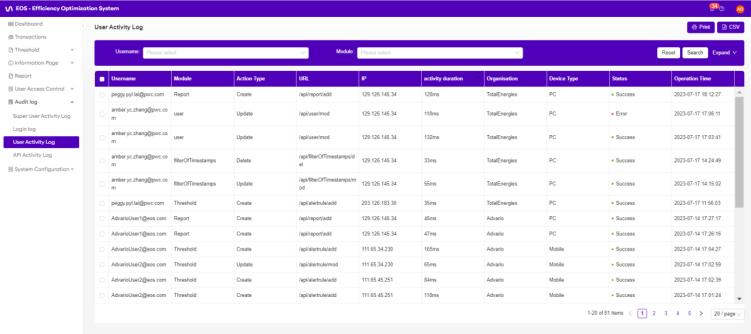 EOS - Efficiency Optimization System
34
AD
Dashboard
Transactions
Threshold
Information Page
Report
User Access Control
Audit log
Super User Activity Log
Login log
User Activity Log
API Activity Log
System Configuration
User Activity Log
Print
CSV
Username: Please select
Module: Please select
Reset
Search
Expand
Username Module Action Type URL IP activity duration Organisation Device Type Status Operation Time
peggy.pyl.lai@pwc.com Report Create /api/report/add 129.126.145.34 128ms TotalEnergies PC Success 2023-07-17 18:12:27
amber.yc.zhang@pwc.co
m user Update /api/user/mod 129.126.145.34 118ms TotalEnergies PC Error 2023-07-17 17:06:11
amber.yc.zhang@pwc.co
m user Update /api/user/mod 129.126.145.34 132ms TotalEnergies PC Success 2023-07-17 17:03:41
amber.yc.zhang@pwc.co
m filterOfTimestamps Delete /api/filterOfTimestamps/d
el 129.126.145.34 33ms TotalEnergies PC Success 2023-07-17 14:24:49
amber.yc.zhang@pwc.co
m filterOfTimestamps Update /api/filterOfTimestamps/m
od 129.126.145.34 55ms TotalEnergies PC Success 2023-07-17 14:15:02
peggy.pyl.lai@pwc.com Threshold Create /api/alertrule/add 203.126.183.30 35ms TotalEnergies PC Success 2023-07-17 11:56:03
AdvarioUser1@eos.com Report Create /api/report/add 129.126.145.34 45ms Advario PC Success 2023-07-14 17:27:17
AdvarioUser1@eos.com Report Create /api/report/add 129.126.145.34 47ms Advario PC Success 2023-07-14 17:26:16
AdvarioUser2@eos.com Threshold Create /api/alertrule/add 111.65.34.230 165ms Advario Mobile Success 2023-07-14 17:04:27
AdvarioUser2@eos.com Threshold Update /api/alertrule/mod 111.65.34.230 65ms Advario Mobile Success 2023-07-14 17:02:59
AdvarioUser2@eos.com Threshold Create /api/alertrule/add 111.65.45.251 84ms Advario Mobile Success 2023-07-14 17:02:39
AdvarioUser2@eos.com Threshold Create /api/alertrule/add 111.65.45.251 118ms Advario Mobile Success 2023-07-14 17:01:24
1-20 of 81 items < 1 2 3 4 5 > 20 / page